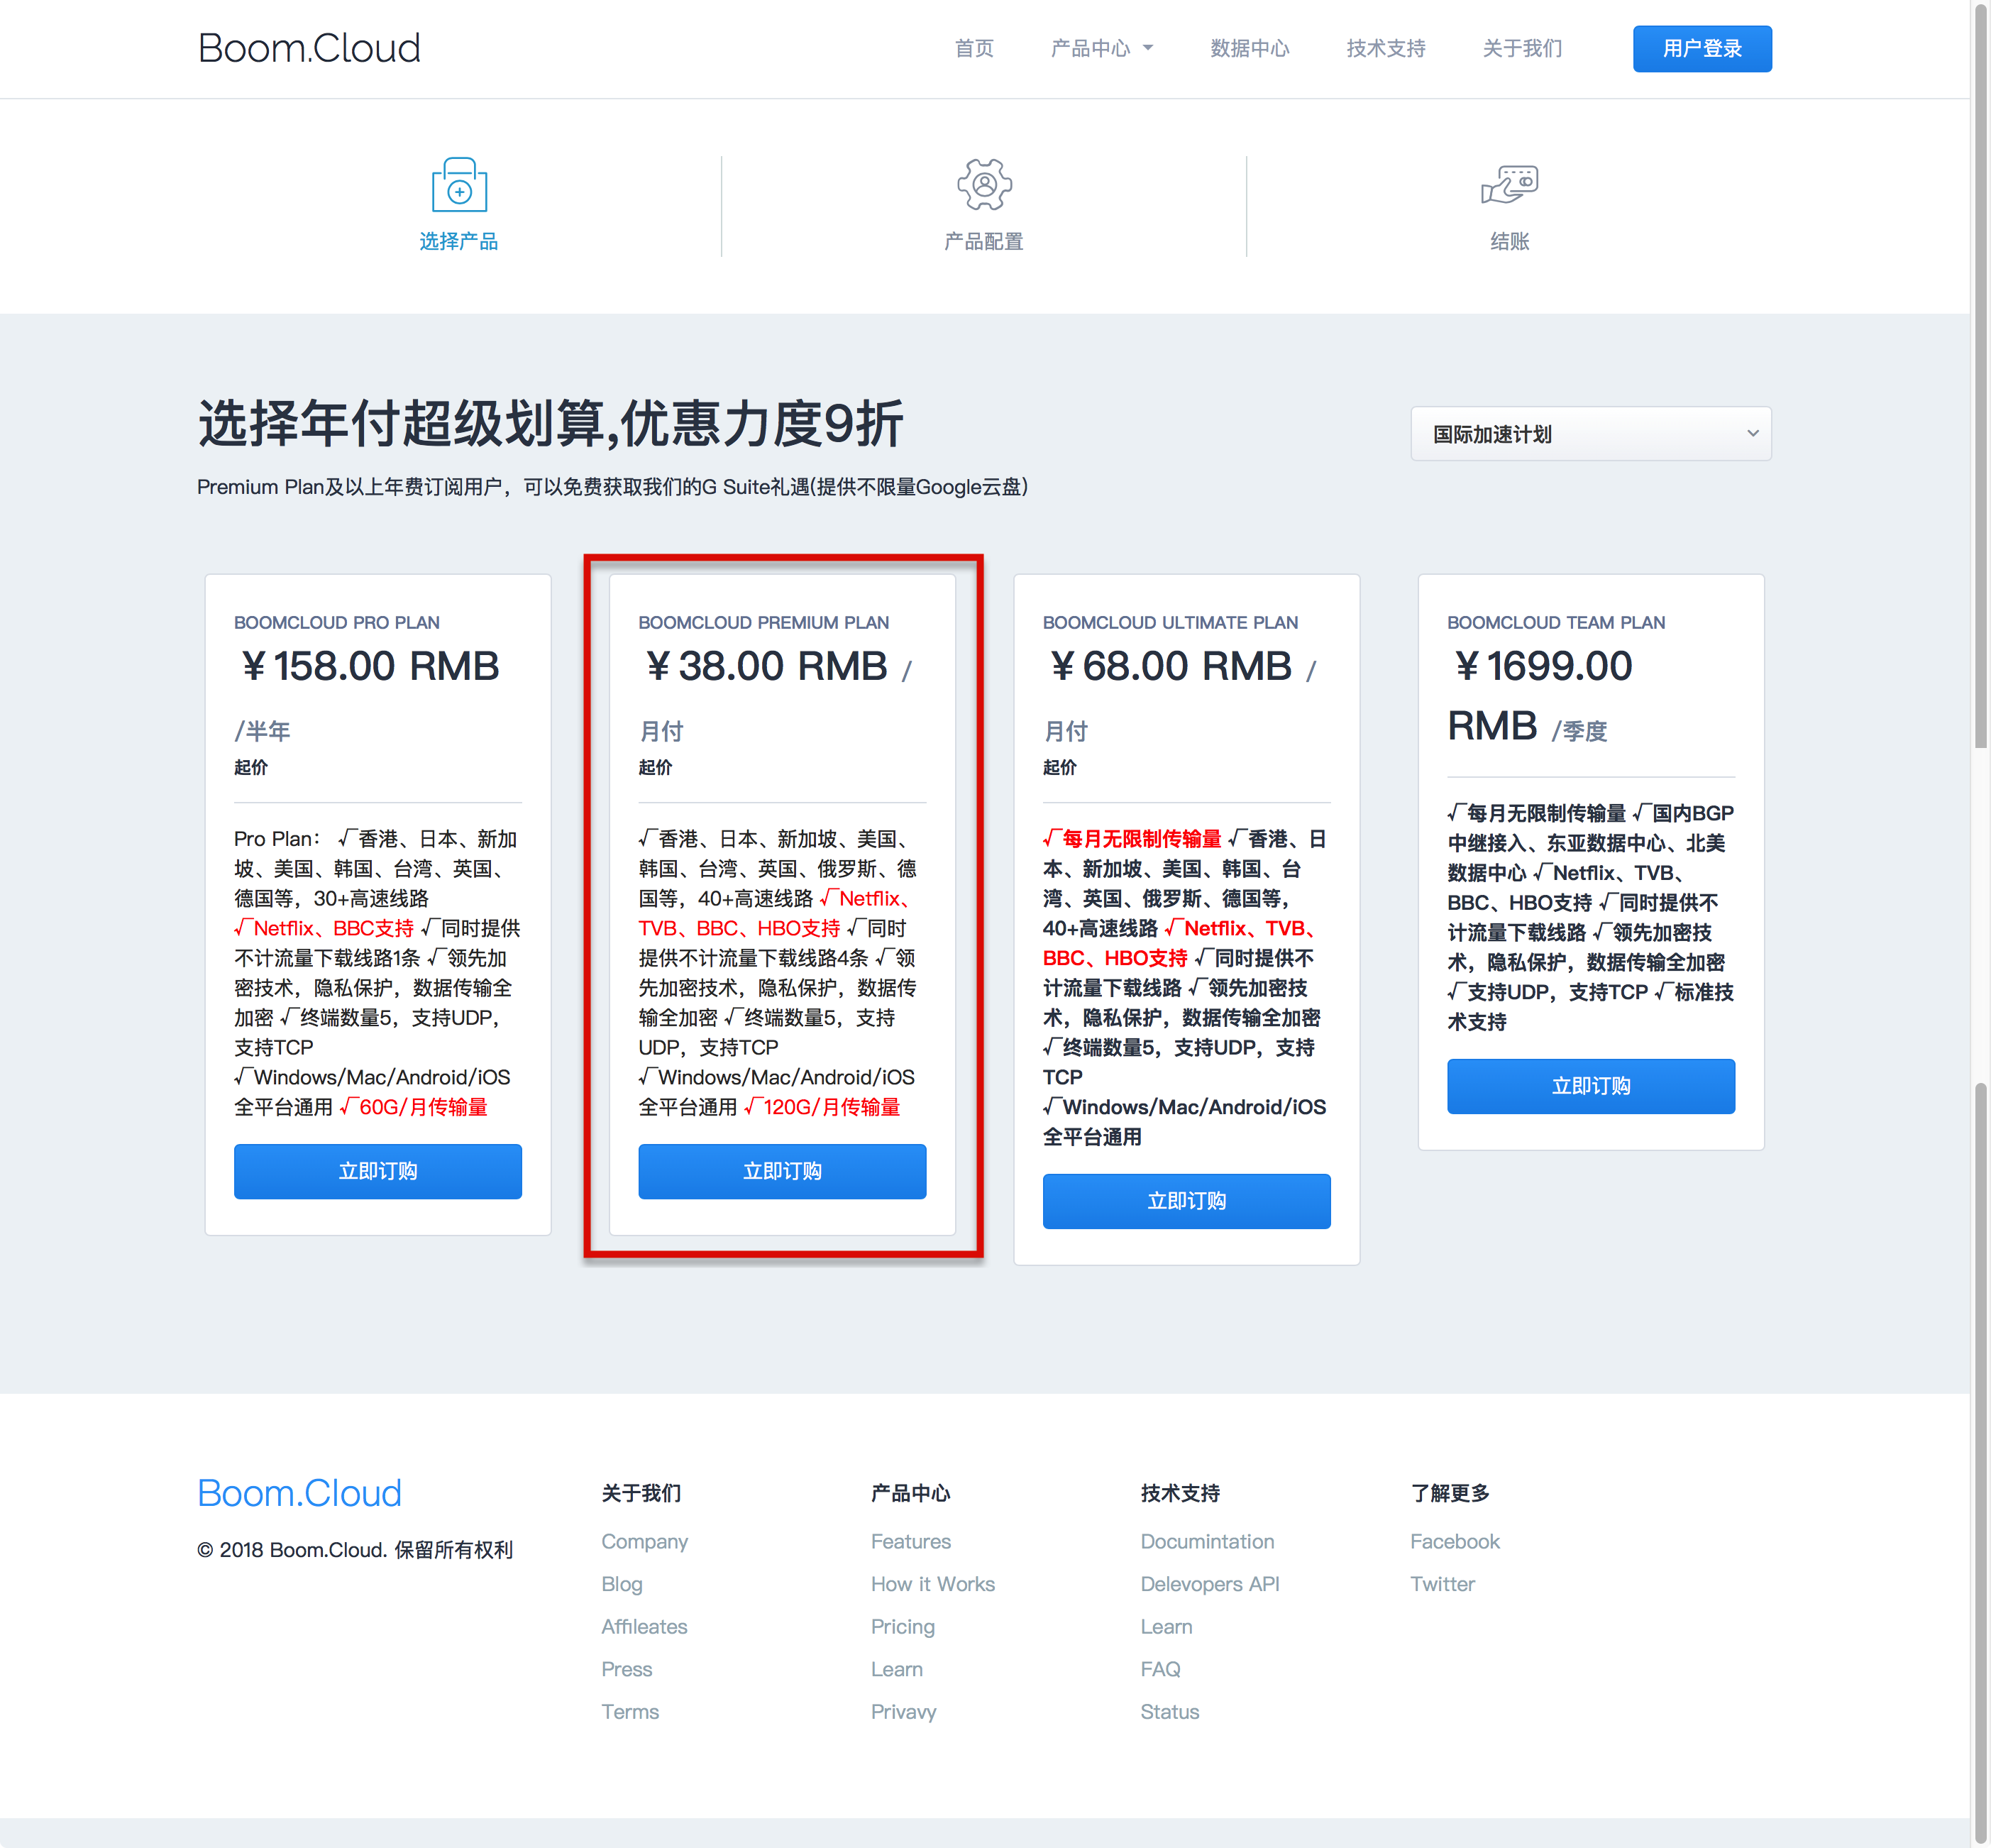 Boom.Cloud
首页
产品中心
数据中心
技术支持
关于我们
用户登录
选择产品
产品配置
结账
选择年付超级划算,优惠力度9折
国际加速计划
Premium Plan及以上年费订阅用户，可以免费获取我们的G Suite礼遇(提供不限量Google云盘)
BOOMCLOUD PRO PLAN
¥158.00 RMB
/半年
起价
Pro Plan： √香港、日本、新加
坡、美国、韩国、台湾、英国、
德国等，30+高速线路
√Netflix、BBC支持 √同时提供
不计流量下载线路1条 √领先加
密技术，隐私保护，数据传输全
加密 √终端数量5，支持UDP，
支持TCP
√Windows/Mac/Android/iOS
全平台通用 √60G/月传输量
立即订购
BOOMCLOUD PREMIUM PLAN
¥38.00 RMB /
月付
起价
√香港、日本、新加坡、美国、
韩国、台湾、英国、俄罗斯、德
国等，40+高速线路 √Netflix、
TVB、BBC、HBO支持 √同时
提供不计流量下载线路4条 √领
先加密技术，隐私保护，数据传
输全加密 √终端数量5，支持
UDP，支持TCP
√Windows/Mac/Android/iOS
全平台通用 √120G/月传输量
立即订购
BOOMCLOUD ULTIMATE PLAN
¥68.00 RMB /
月付
起价
√每月无限制传输量 √香港、日
本、新加坡、美国、韩国、台
湾、英国、俄罗斯、德国等，
40+高速线路 √Netflix、TVB、
BBC、HBO支持 √同时提供不
计流量下载线路 √领先加密技
术，隐私保护，数据传输全加密
√终端数量5，支持UDP，支持
TCP
√Windows/Mac/Android/iOS
全平台通用
立即订购
BOOMCLOUD TEAM PLAN
¥1699.00
RMB /季度
√每月无限制传输量 √国内BGP
中继接入、东亚数据中心、北美
数据中心 √Netflix、TVB、
BBC、HBO支持 √同时提供不
计流量下载线路 √领先加密技
术，隐私保护，数据传输全加密
√支持UDP，支持TCP √标准技
术支持
立即订购
Boom.Cloud
© 2018 Boom.Cloud. 保留所有权利
关于我们
Company
Blog
Affileates
Press
Terms
产品中心
Features
How it Works
Pricing
Learn
Privavy
技术支持
Documintation
Delevopers API
Learn
FAQ
Status
了解更多
Facebook
Twitter